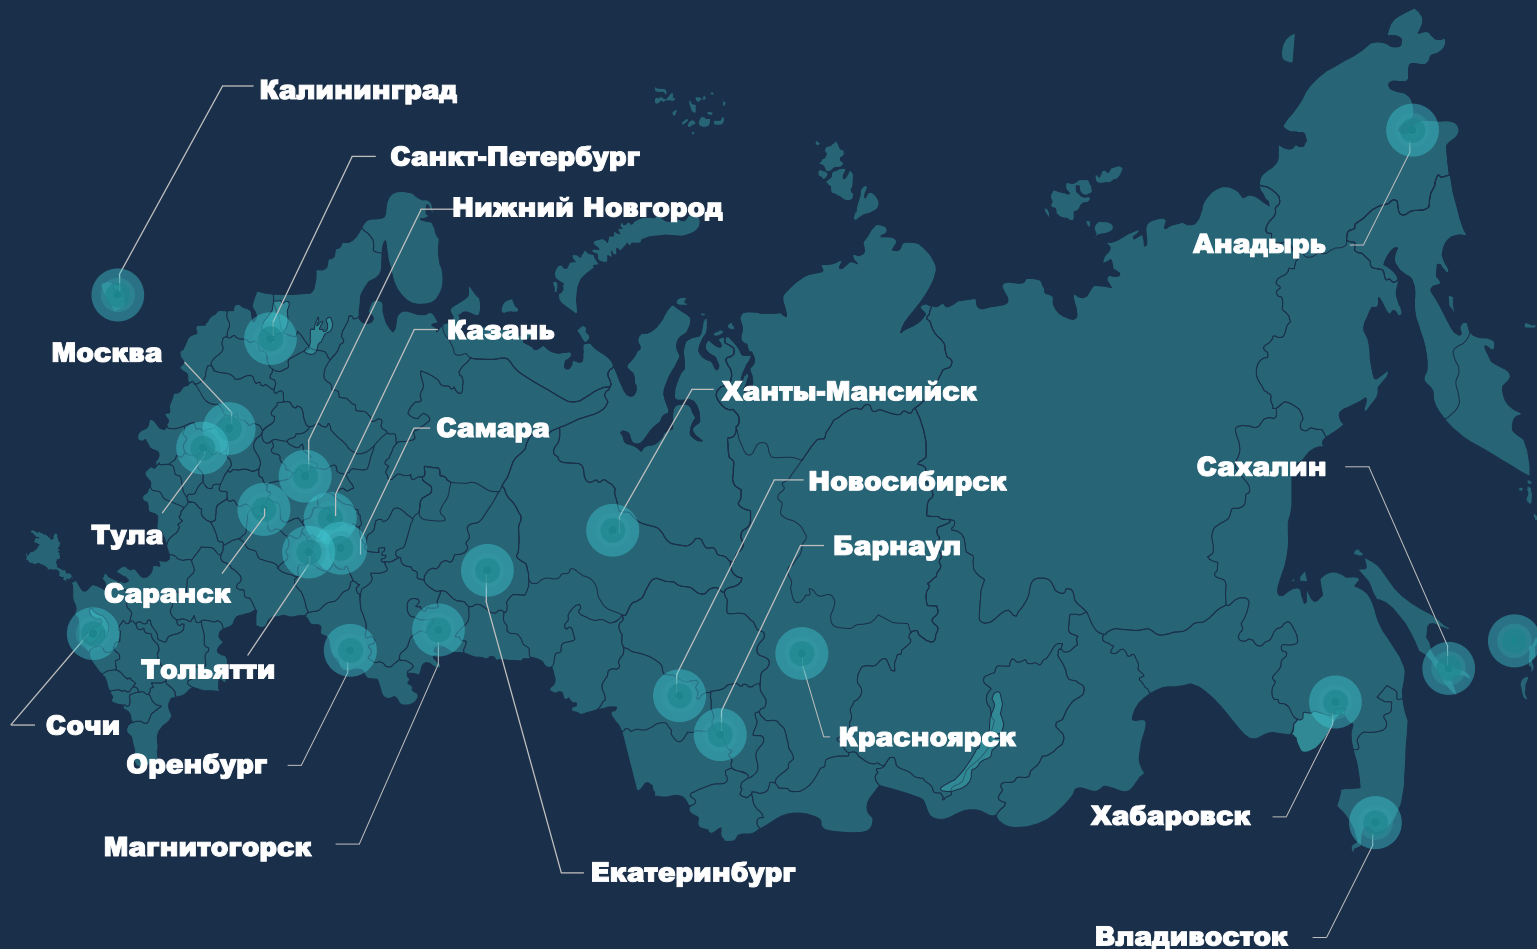 Калининград
Санкт-Петербург
Нижний Новгород
Анадырь
Казань
Москва
Ханты-Мансийск
Самара
Сахалин
Новосибирск
Тула
Барнаул
Саранск
Тольятти
Сочи
Красноярск
Оренбург
Хабаровск
Магнитогорск
Екатеринбург
Владивосток